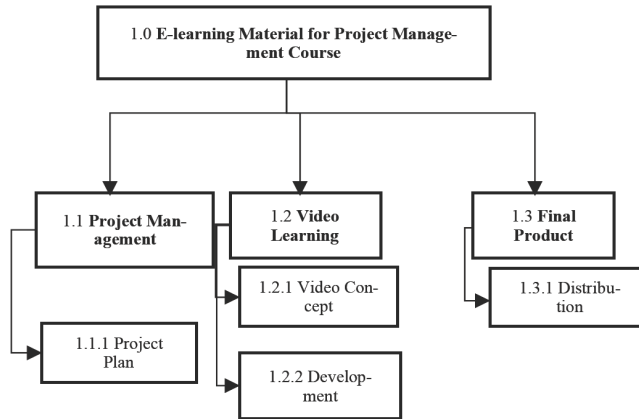 1.0 E-learning Material for Project Manage-
ment Course
1.1 Project Man-
agement
1.2 Video
Learning
1.3 Final
Product
1.2.1 Video Con-
cept
1.3.1 Distribu-
tion
1.1.1 Project
Plan
1.2.2 Develop-
ment